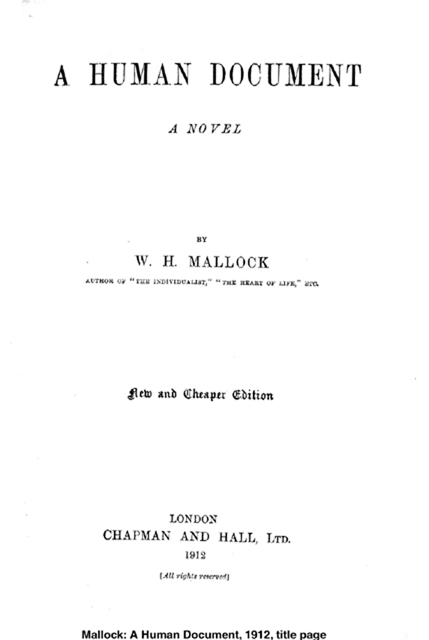 A HUMAN DOCUMENT
A NOVEL
BY
W. H. MALLOCK
AUTHOR OF "THE INDIVIDUALIST," "THE HEART OF LIFE," ETC.
New and Cheaper Edition
LONDON
CHAPMAN AND HALL, LTD.
1912
[All rights reserved]
Mallock: A Human Document, 1912, title page